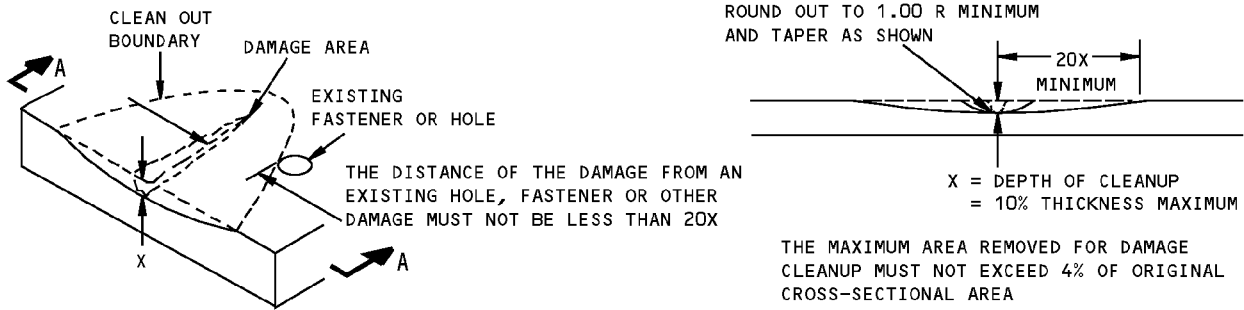 CLEAN OUT
BOUNDARY
DAMAGE AREA
A
EXISTING
FASTENER OR HOLE
THE DISTANCE OF THE DAMAGE FROM AN
EXISTING HOLE, FASTENER OR OTHER
DAMAGE MUST NOT BE LESS THAN 20X
X
A
ROUND OUT TO 1.00 R MINIMUM
AND TAPER AS SHOWN
20X
MINIMUM
X = DEPTH OF CLEANUP
= 10% THICKNESS MAXIMUM
THE MAXIMUM AREA REMOVED FOR DAMAGE
CLEANUP MUST NOT EXCEED 4% OF ORIGINAL
CROSS-SECTIONAL AREA